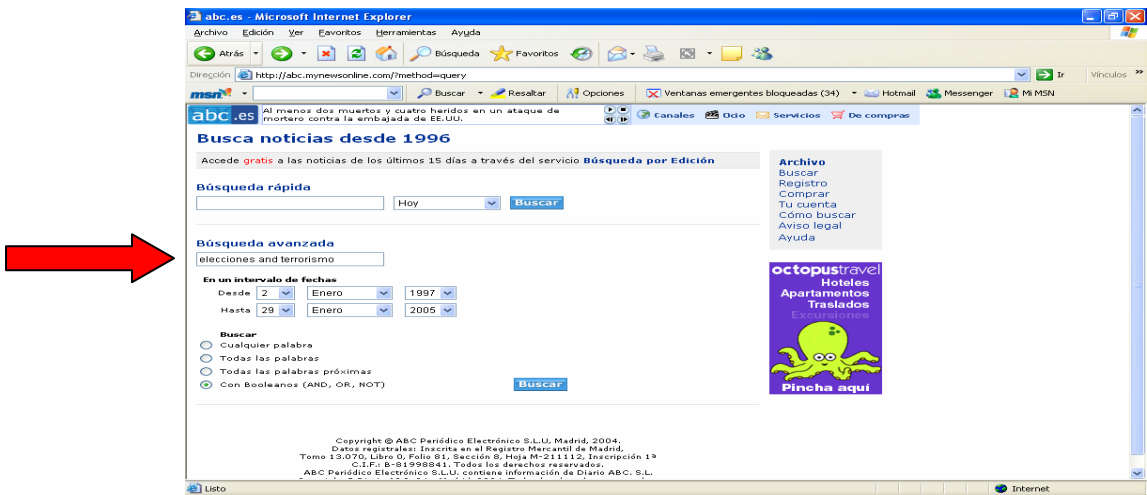 abc.es - Microsoft Internet Explorer
Archivo Edición Ver Favoritos Herramientas Ayuda
Atrás Búsqueda Favoritos
Dirección http://abc.mynewsonline.com/?method=query Ir Vínculos »
msn Buscar Resaltar Opciones Ventanas emergentes bloqueadas (34) Hotmail Messenger Mi MSN
abc.es Al menos dos muertos y cuatro heridos en un ataque de mortero contra la embajada de EE.UU. Canales Ocio Servicios De compras
Busca noticias desde 1996
Accede gratis a las noticias de los últimos 15 días a través del servicio Búsqueda por Edición
Búsqueda rápida
Hoy Buscar
Búsqueda avanzada
elecciones and terrorismo
En un intervalo de fechas
Desde 2 Enero 1997
Hasta 29 Enero 2005
Buscar
Cualquier palabra
Todas las palabras
Todas las palabras próximas
Con Booleanos (AND, OR, NOT) Buscar
Archivo
Buscar
Registro
Comprar
Tu cuenta
Cómo buscar
Aviso legal
Ayuda
octopustravel
Hoteles
Apartamentos
Traslados
Excursiones
Pincha aquí
Copyright @ ABC Periódico Electrónico S.L.U, Madrid, 2004.
Datos registrales: Inscrita en el Registro Mercantil de Madrid,
Tomo 13.070, Libro 0, Folio 81, Sección 8, Hoja M-211112, Inscripción 1ª
C.I.F.: B-81998841. Todos los derechos reservados.
ABC Periódico Electrónico S.L.U. contiene información de Diario ABC, S.L.
Listo Internet